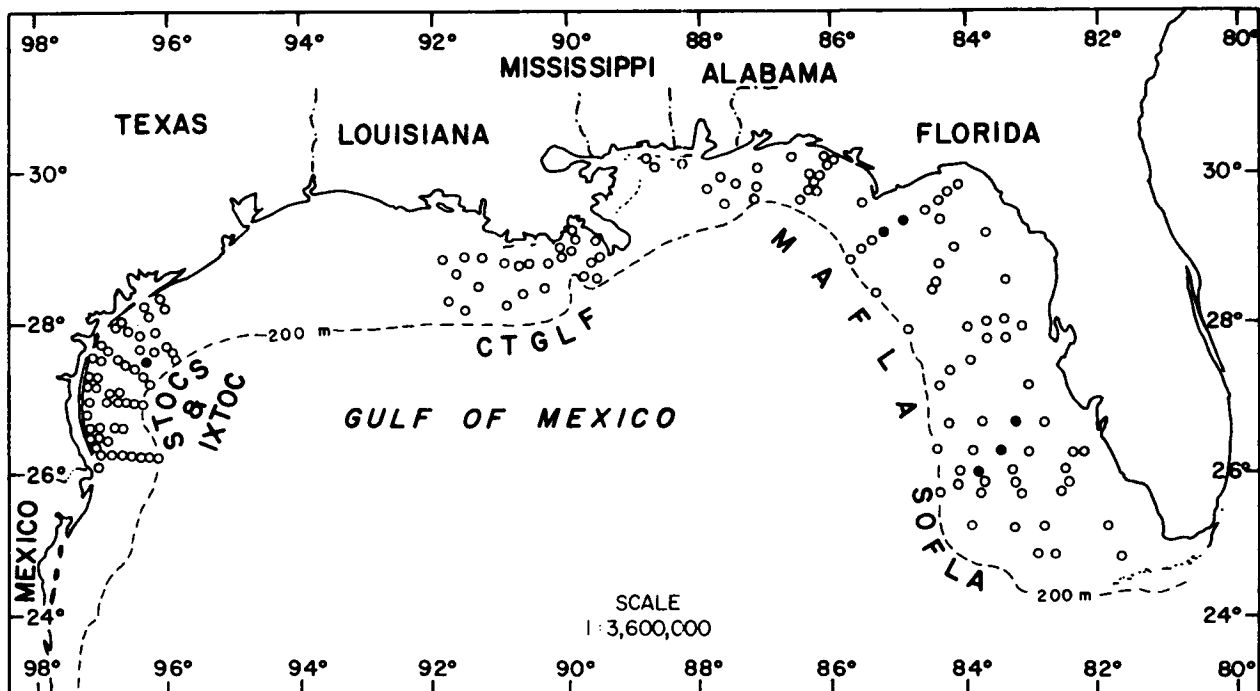 98° 96° 94° 92° 90° 88° 86° 84° 82° 80°
MISSISSIPPI ALABAMA
TEXAS LOUISIANA FLORIDA
30° 30°
MAFLA
28° 200 m 28°
CTGLF
STOCS
&
IXTOC
GULF OF MEXICO
26° 26°
SOFLA
MEXICO
200 m
SCALE
1:3,600,000
24° 24°
98° 96° 94° 92° 90° 88° 86° 84° 82° 80°